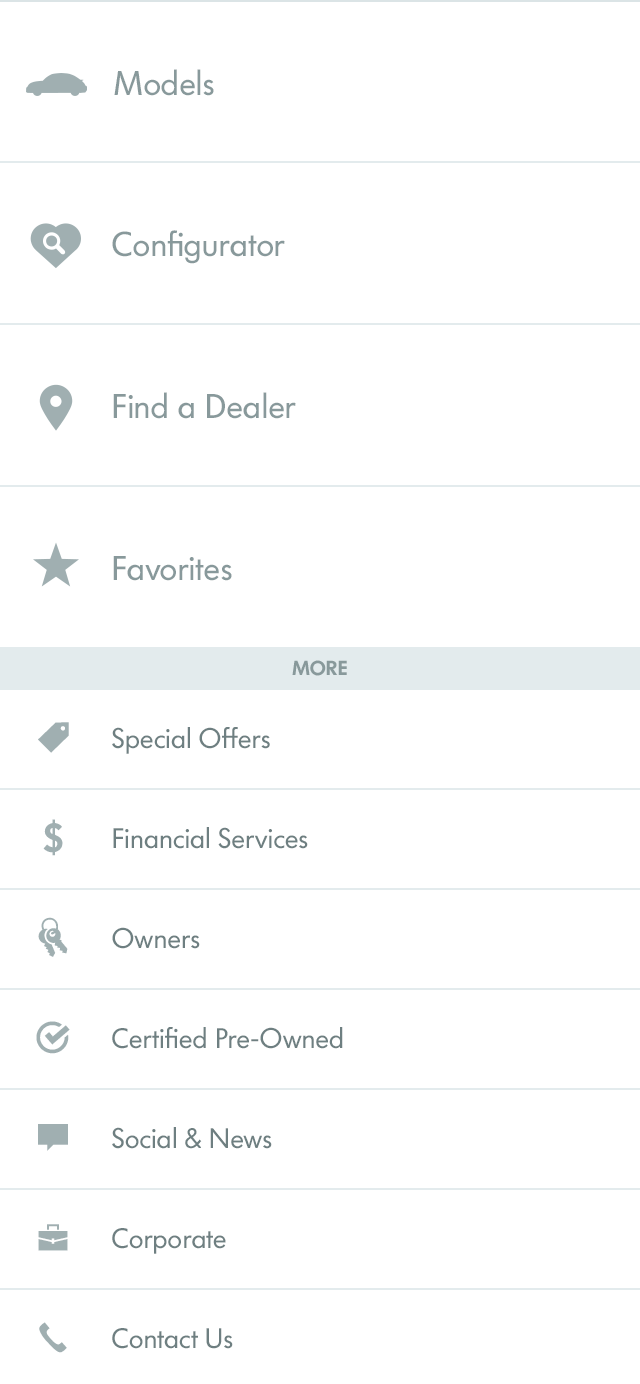 Models
Configurator
Find a Dealer
Favorites
MORE
Special Offers
Financial Services
Owners
Certified Pre-Owned
Social & News
Corporate
Contact Us